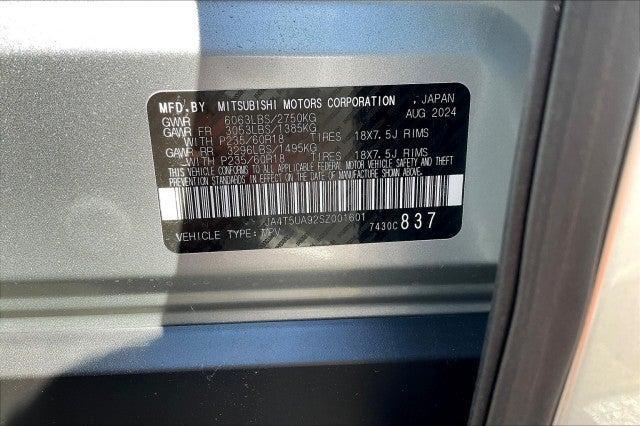 MFD.BY MITSUBISHI MOTORS CORPORATION , JAPAN
AUG 2024
GVWR 6063LBS/2750KG
GAWR FR 3053LBS/1385KG
WITH P235/60R18 TIRES 18X7.5J RIMS
GAWR RR 3296LBS/1495KG
WITH P235/60R18 TIRES 18X7.5J RIMS
THIS VEHICLE CONFORMS TO ALL APPLICABLE FEDERAL MOTOR VEHICLE SAFETY AND THEFT
PREVENTION STANDARDS IN EFFECT ON THE DATE OF MANUFACTURE SHOWN ABOVE.
JA4T5UA92SZ001601
VEHICLE TYPE: MPV 7430C 837